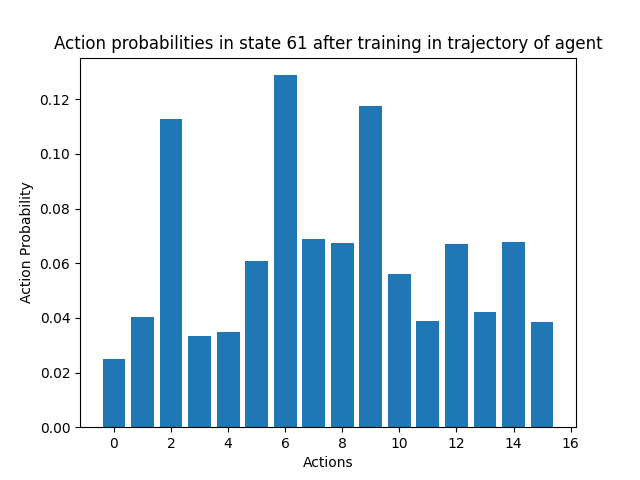 Action probabilities in state 61 after training in trajectory of agent
0.12
0.10
0.08
0.06
0.04
0.02
0.00
Action Probability
0 2 4 6 8 10 12 14 16
Actions